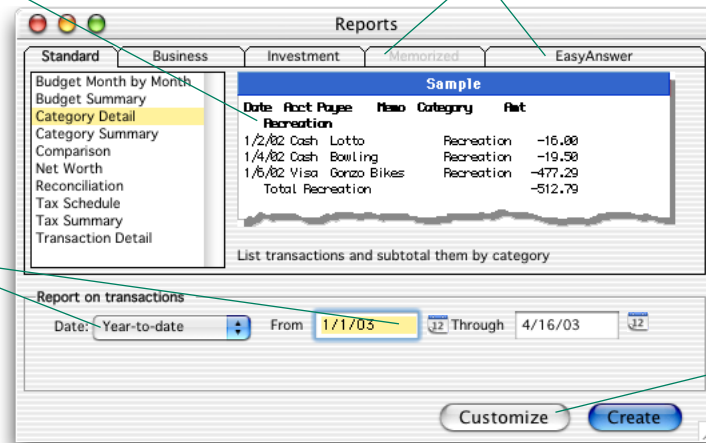 Reports
Standard Business Investment Memorized EasyAnswer
Budget Month by Month
Budget Summary
Category Detail
Category Summary
Comparison
Net Worth
Reconciliation
Tax Schedule
Tax Summary
Transaction Detail
Sample
Date Acct Payee Memo Category Amt
Recreation
1/2/02 Cash Lotto Recreation -16.00
1/4/02 Cash Bowling Recreation -19.50
1/6/02 Visa Gonzo Bikes Recreation -477.29
Total Recreation -512.79
List transactions and subtotal them by category
Report on transactions
Date: Year-to-date From 1/1/03 12 Through 4/16/03 12
Customize Create